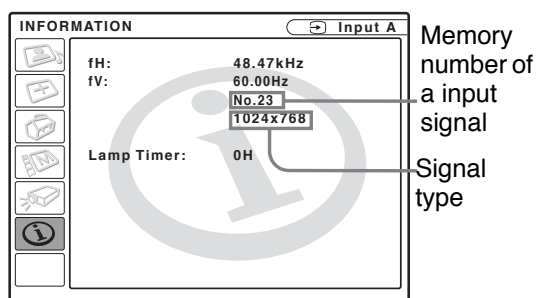 INFORMATION
Input A
fH: 48.47kHz
fV: 60.00Hz
No.23
1024x768
Lamp Timer: 0H
Memory
number of
a input
signal
Signal
type